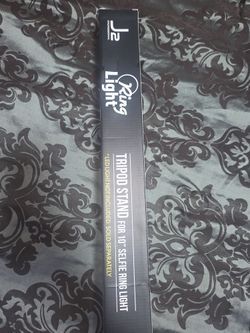 J2
Ring
Light
TRIPOD STAND FOR 10" SELFIE RING LIGHT
*LED LIGHT NOT INCLUDED. SOLD SEPARATELY